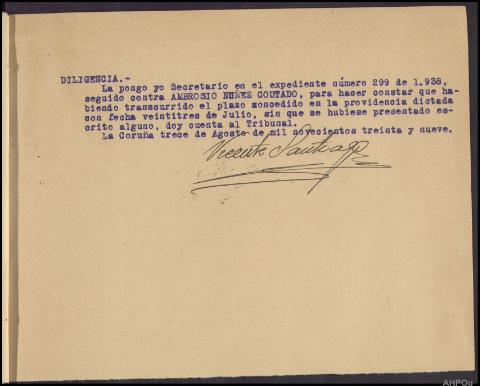 DILIGENCIA.-
La pongo yo Secretario en el expediente número 299 de 1.938,
seguido contra AMBROSIO NUÑEZ COUTADO, para hacer constar que ha-
biendo transcurrido el plazo moncedido en la providencia dictada
con fecha veintitres de Julio, sin que se hubiese presentado es-
crito alguno, doy cuenta al Tribunal.
La Coruña trece de Agosto de mil novecientos treinta y nueve.
Vicente Santiago
AHPOu